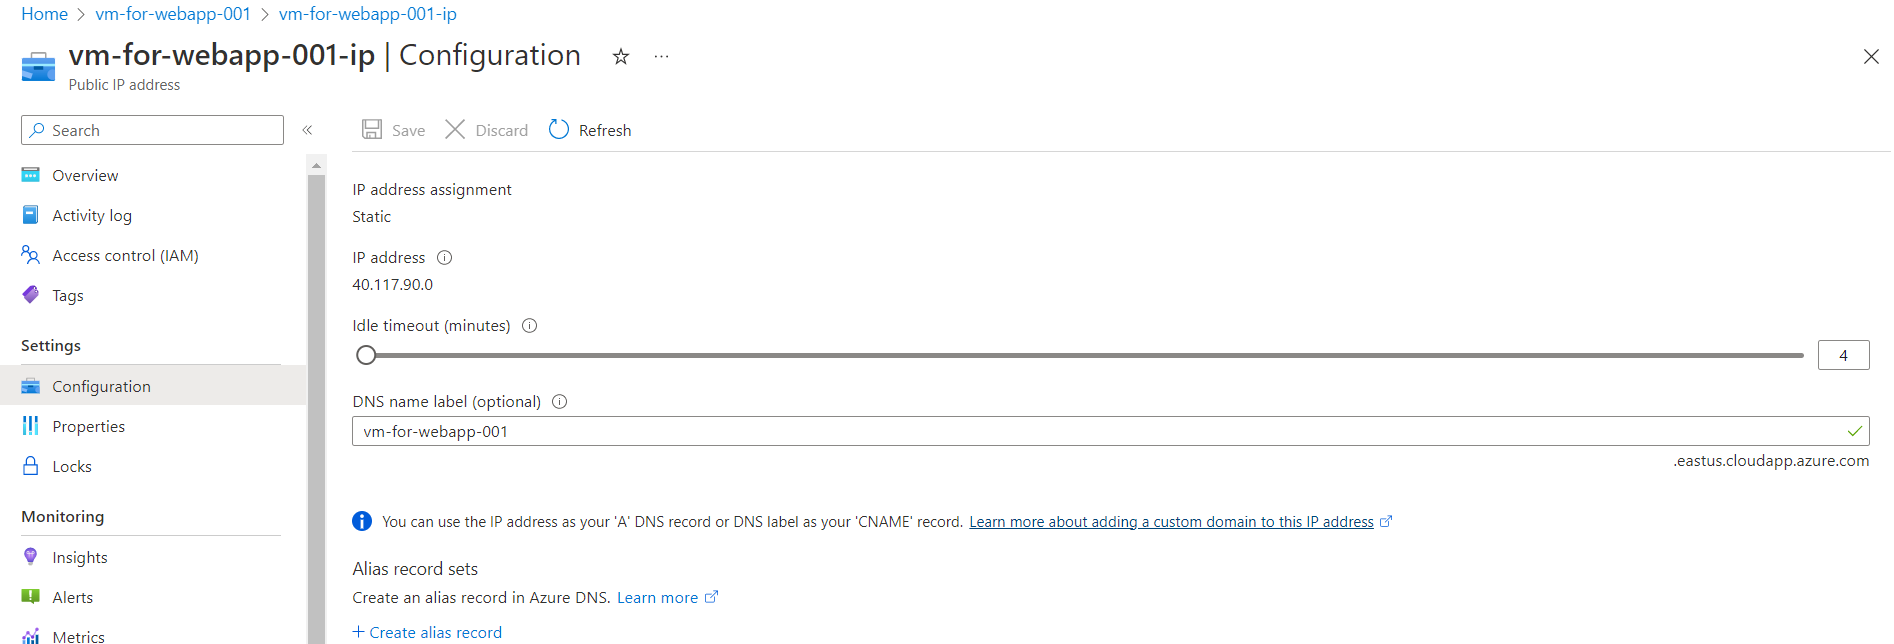 Home > vm-for-webapp-001 > vm-for-webapp-001-ip
vm-for-webapp-001-ip | Configuration
Public IP address
Search
Overview
Activity log
Access control (IAM)
Tags
Settings
Configuration
Properties
Locks
Monitoring
Insights
Alerts
Metrics
Save Discard Refresh
IP address assignment
Static
IP address
40.117.90.0
Idle timeout (minutes)
4
DNS name label (optional)
vm-for-webapp-001
.eastus.cloudapp.azure.com
You can use the IP address as your 'A' DNS record or DNS label as your 'CNAME' record. Learn more about adding a custom domain to this IP address
Alias record sets
Create an alias record in Azure DNS. Learn more
+ Create alias record